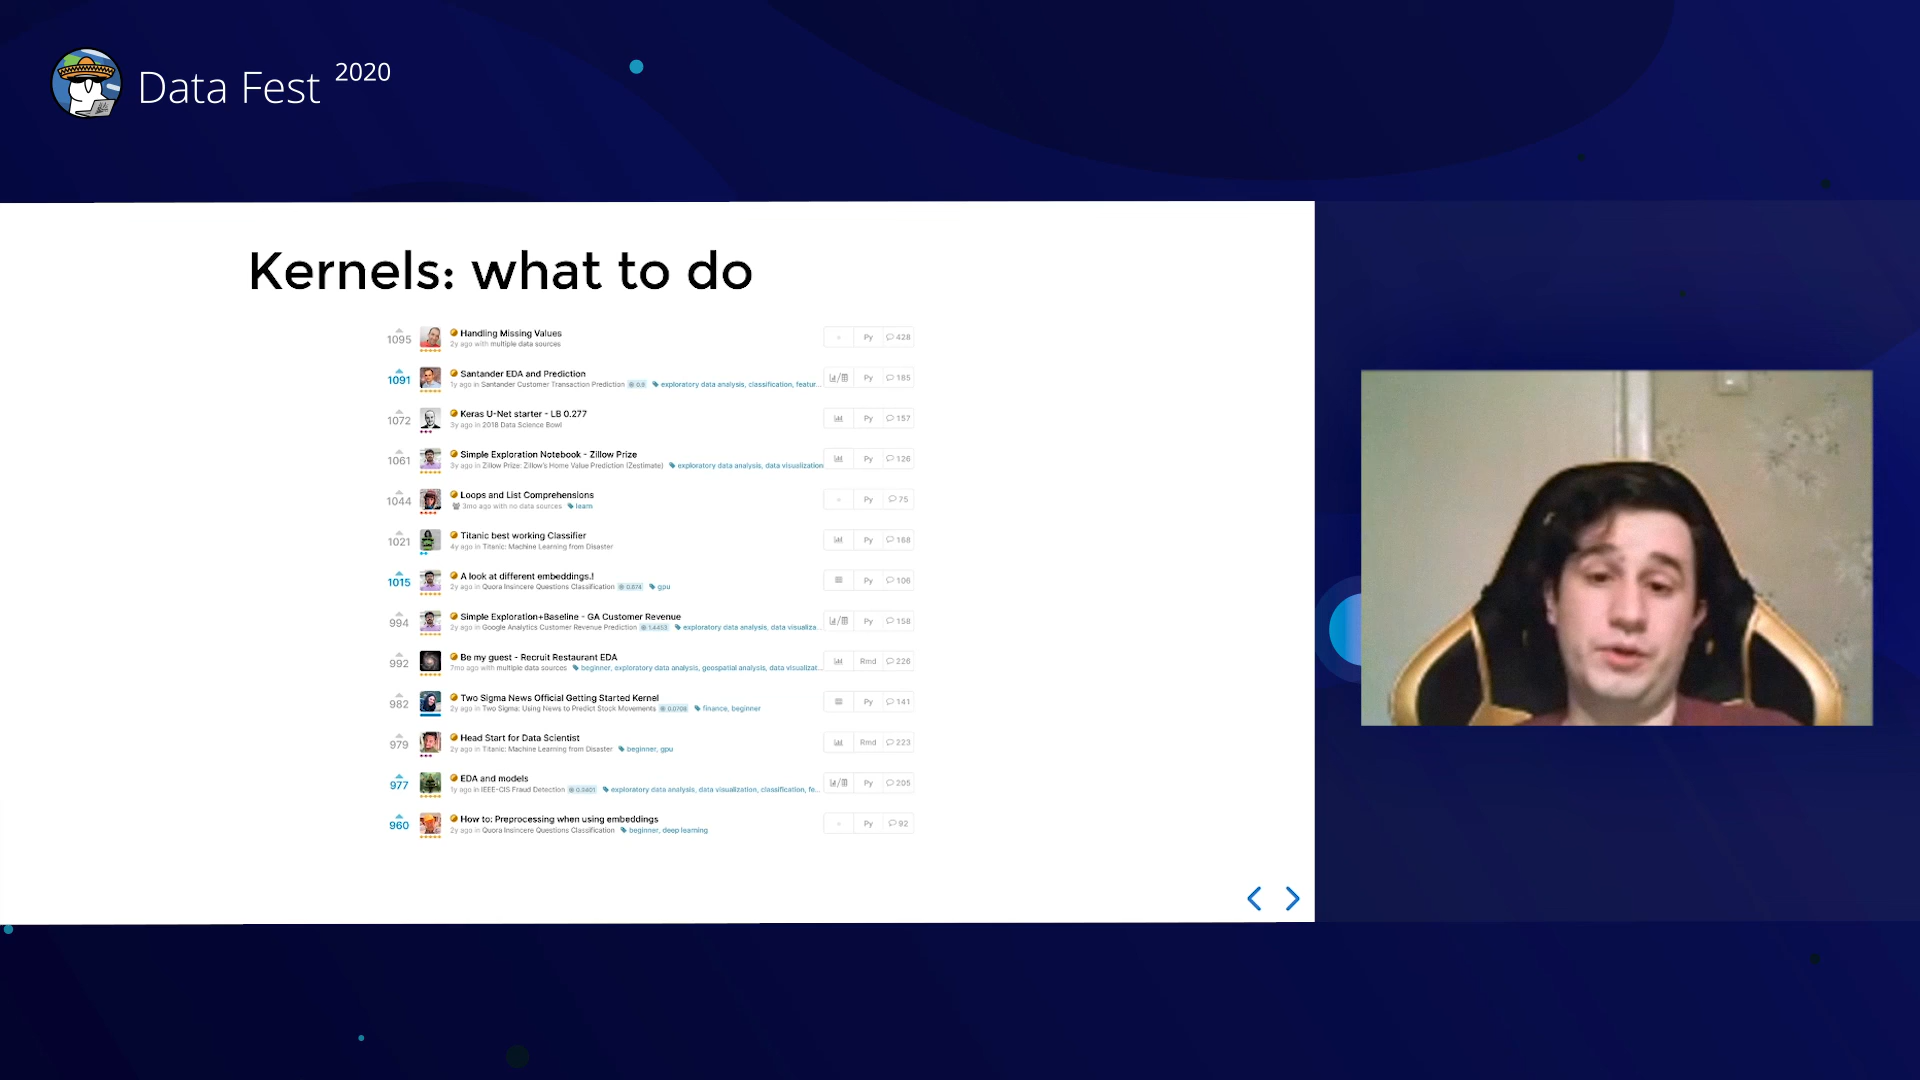 Data Fest 2020
Kernels: what to do
1095 Handling Missing Values Py 428
2y ago with multiple data sources
1091 Santander EDA and Prediction Py 185
1y ago in Santander Customer Transaction Prediction 0.9 exploratory data analysis, classification, featur...
1072 Keras U-Net starter - LB 0.277 Py 157
3y ago in 2018 Data Science Bowl
1061 Simple Exploration Notebook - Zillow Prize Py 126
3y ago in Zillow Prize: Zillow's Home Value Prediction (Zestimate) exploratory data analysis, data visualization
1044 Loops and List Comprehensions Py 75
3mo ago with no data sources learn
1021 Titanic best working Classifier Py 168
4y ago in Titanic: Machine Learning from Disaster
1015 A look at different embeddings.! Py 106
2y ago in Quora Insincere Questions Classification 0.674 gpu
994 Simple Exploration+Baseline - GA Customer Revenue Py 158
2y ago in Google Analytics Customer Revenue Prediction 1.4453 exploratory data analysis, data visualiza...
992 Be my guest - Recruit Restaurant EDA Rmd 226
7mo ago with multiple data sources beginner, exploratory data analysis, geospatial analysis, data visualizat...
982 Two Sigma News Official Getting Started Kernel Py 141
2y ago in Two Sigma: Using News to Predict Stock Movements finance, beginner
979 Head Start for Data Scientist Rmd 223
2y ago in Titanic: Machine Learning from Disaster beginner, gpu
977 EDA and models Py 205
1y ago in IEEE-CIS Fraud Detection exploratory data analysis, data visualization, classification, fe...
960 How to: Preprocessing when using embeddings Py 92
2y ago in Quora Insincere Questions Classification beginner, deep learning